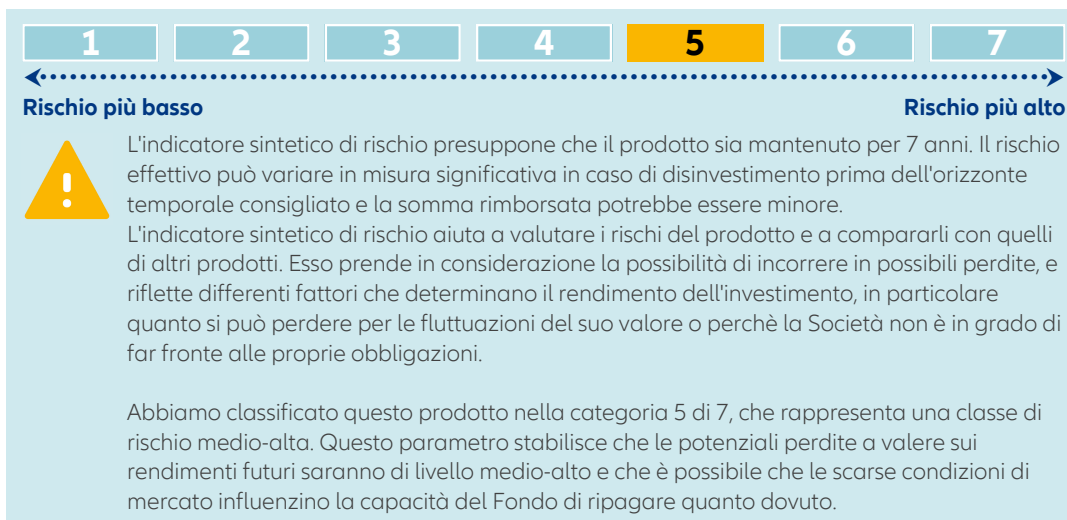 1 2 3 4 5 6 7
Rischio più basso Rischio più alto
L'indicatore sintetico di rischio presuppone che il prodotto sia mantenuto per 7 anni. Il rischio
effettivo può variare in misura significativa in caso di disinvestimento prima dell'orizzonte
temporale consigliato e la somma rimborsata potrebbe essere minore.
L'indicatore sintetico di rischio aiuta a valutare i rischi del prodotto e a compararli con quelli
di altri prodotti. Esso prende in considerazione la possibilità di incorrere in possibili perdite, e
riflette differenti fattori che determinano il rendimento dell'investimento, in particolare
quanto si può perdere per le fluttuazioni del suo valore o perchè la Società non è in grado di
far fronte alle proprie obbligazioni.
Abbiamo classificato questo prodotto nella categoria 5 di 7, che rappresenta una classe di
rischio medio-alta. Questo parametro stabilisce che le potenziali perdite a valere sui
rendimenti futuri saranno di livello medio-alto e che è possibile che le scarse condizioni di
mercato influenzino la capacità del Fondo di ripagare quanto dovuto.